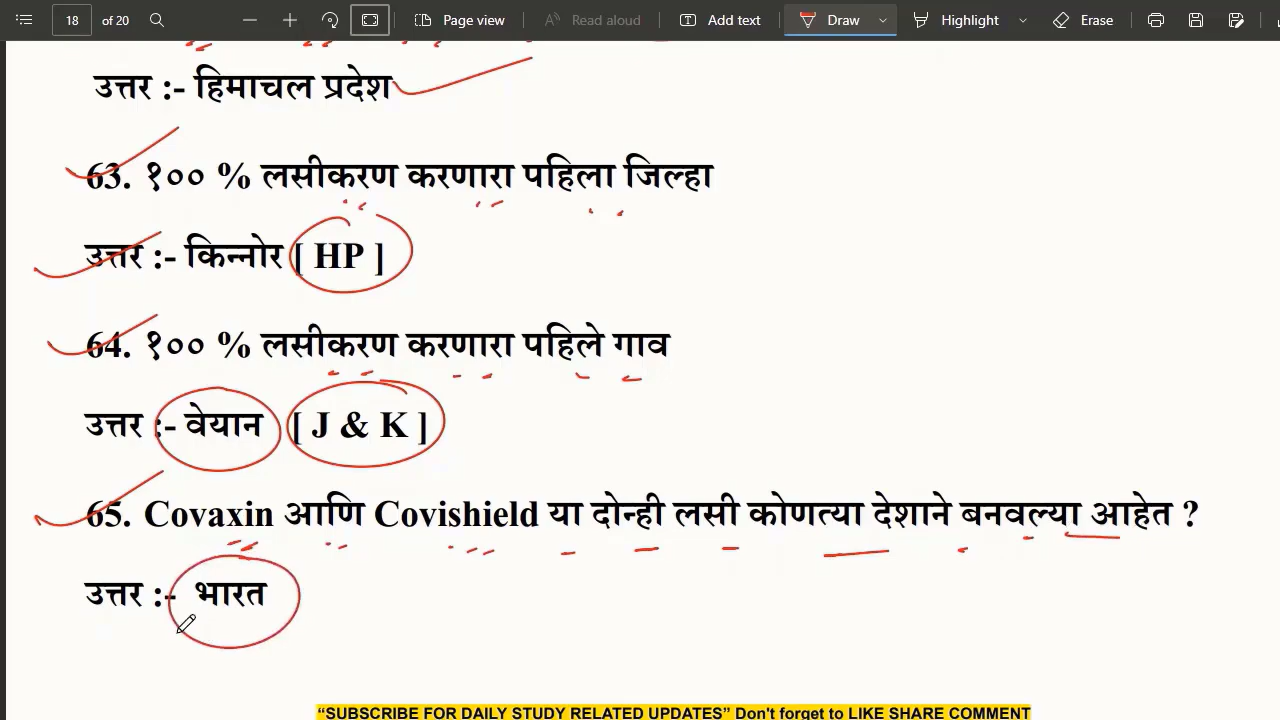 18 of 20 Page view Read aloud Add text Draw Highlight Erase
उत्तर :- हिमाचल प्रदेश
63. १०० % लसीकरण करणारा पहिला जिल्हा
उत्तर :- किन्नोर [ HP ]
64. १०० % लसीकरण करणारा पहिले गाव
उत्तर :- वेयान [ J & K ]
65. Covaxin आणि Covishield या दोन्ही लसी कोणत्या देशाने बनवल्या आहेत ?
उत्तर :- भारत
“SUBSCRIBE FOR DAILY STUDY RELATED UPDATES” Don't forget to LIKE SHARE COMMENT